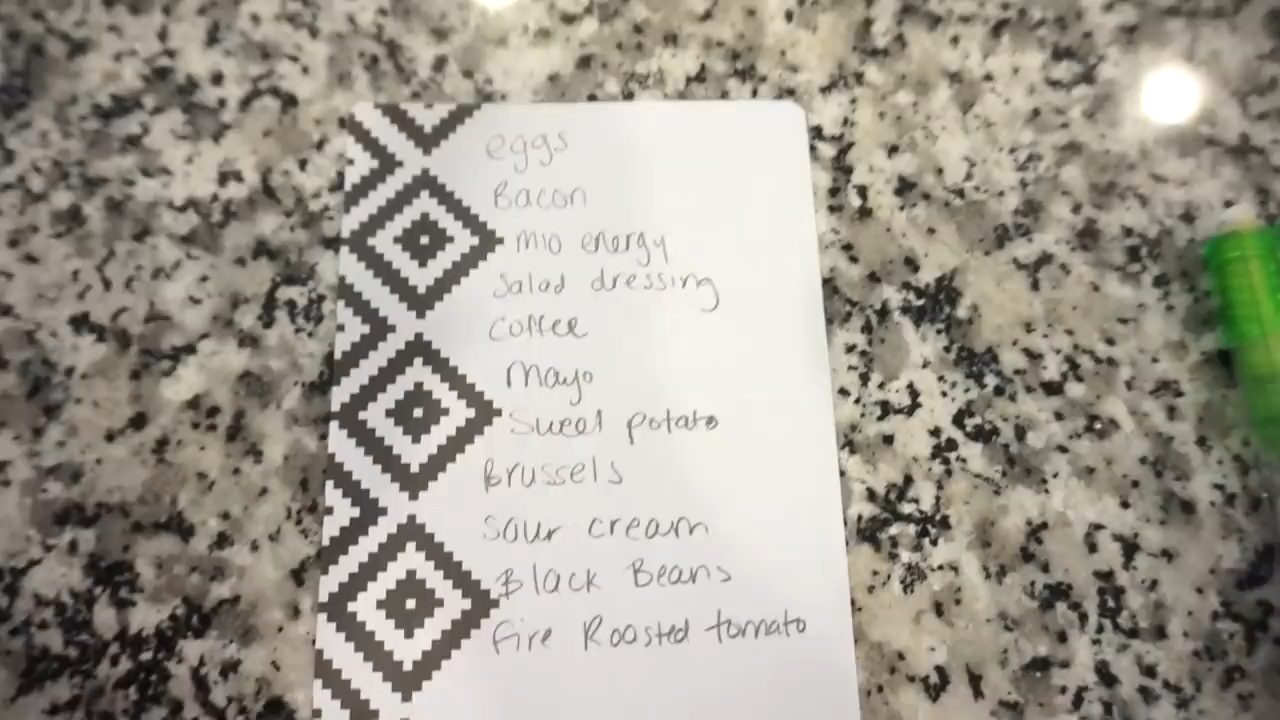 eggs
Bacon
mio energy
Salad dressing
Coffee
Mayo
Sweet potato
Brussels
Sour cream
Black Beans
Fire Roasted tomato